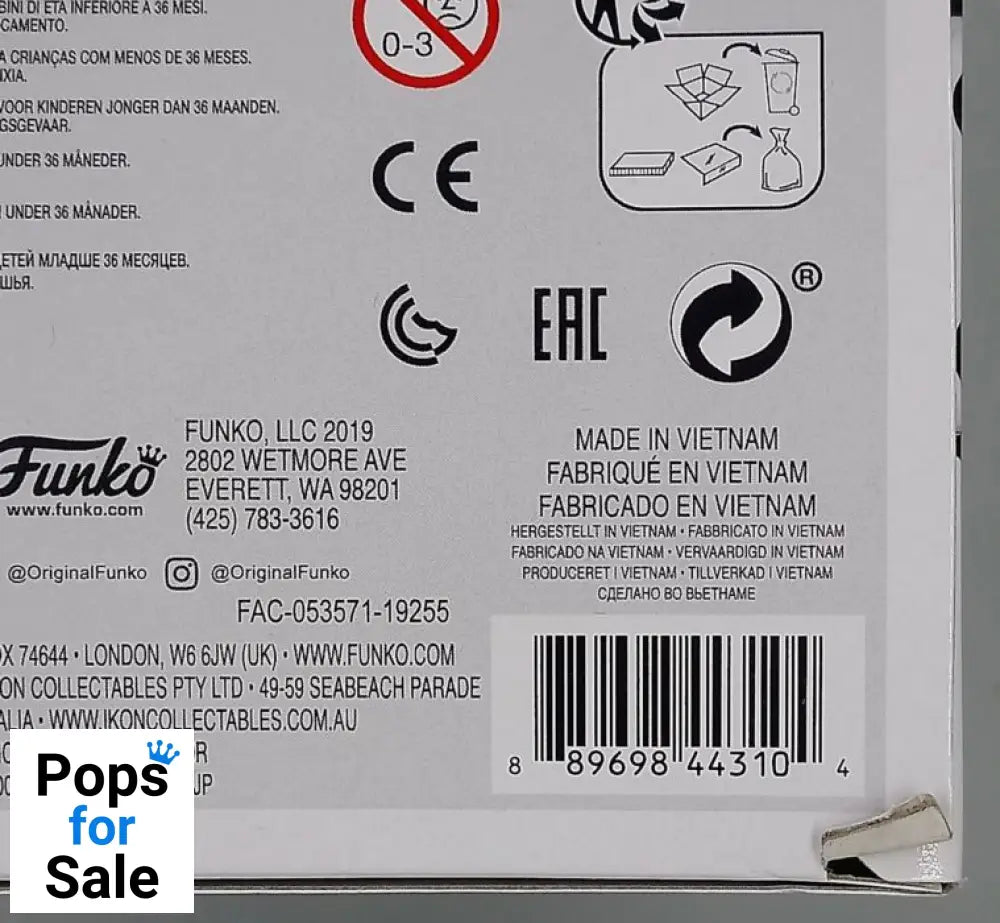 BINI DI ETÀ INFERIORE A 36 MESI.
CAMENTO.
A CRIANÇAS COM MENOS DE 36 MESES.
IXIA.
VOOR KINDEREN JONGER DAN 36 MAANDEN.
GSGEVAAR.
UNDER 36 MÅNEDER.
UNDER 36 MÅNADER.
ЕТЕЙ МЛАДШЕ 36 МЕСЯЦЕВ.
ШЬЯ.
0-3
CE
EAC
®
Funko
www.funko.com
FUNKO, LLC 2019
2802 WETMORE AVE
EVERETT, WA 98201
(425) 783-3616
@OriginalFunko @OriginalFunko
FAC-053571-19255
X 74644 • LONDON, W6 6JW (UK) • WWW.FUNKO.COM
ON COLLECTABLES PTY LTD • 49-59 SEABEACH PARADE
ALIA • WWW.IKONCOLLECTABLES.COM.AU
OR
UP
MADE IN VIETNAM
FABRIQUÉ EN VIETNAM
FABRICADO EN VIETNAM
HERGESTELLT IN VIETNAM • FABBRICATO IN VIETNAM
FABRICADO NA VIETNAM • VERVAARDIGD IN VIETNAM
PRODUCERET I VIETNAM • TILLVERKAD I VIETNAM
СДЕЛАНО ВО ВЬЕТНАМЕ
8 89698 44310 4
Pops
for
Sale